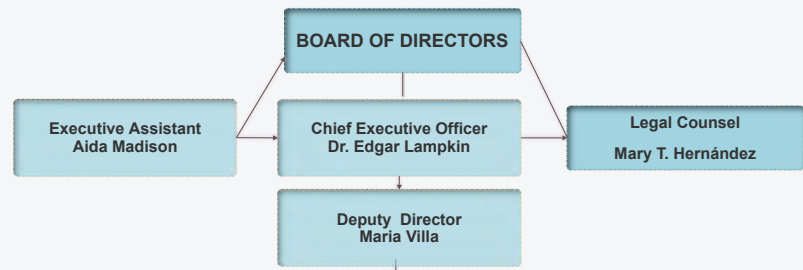 BOARD OF DIRECTORS
Executive Assistant
Aida Madison
Chief Executive Officer
Dr. Edgar Lampkin
Legal Counsel
Mary T. Hernández
Deputy Director
Maria Villa